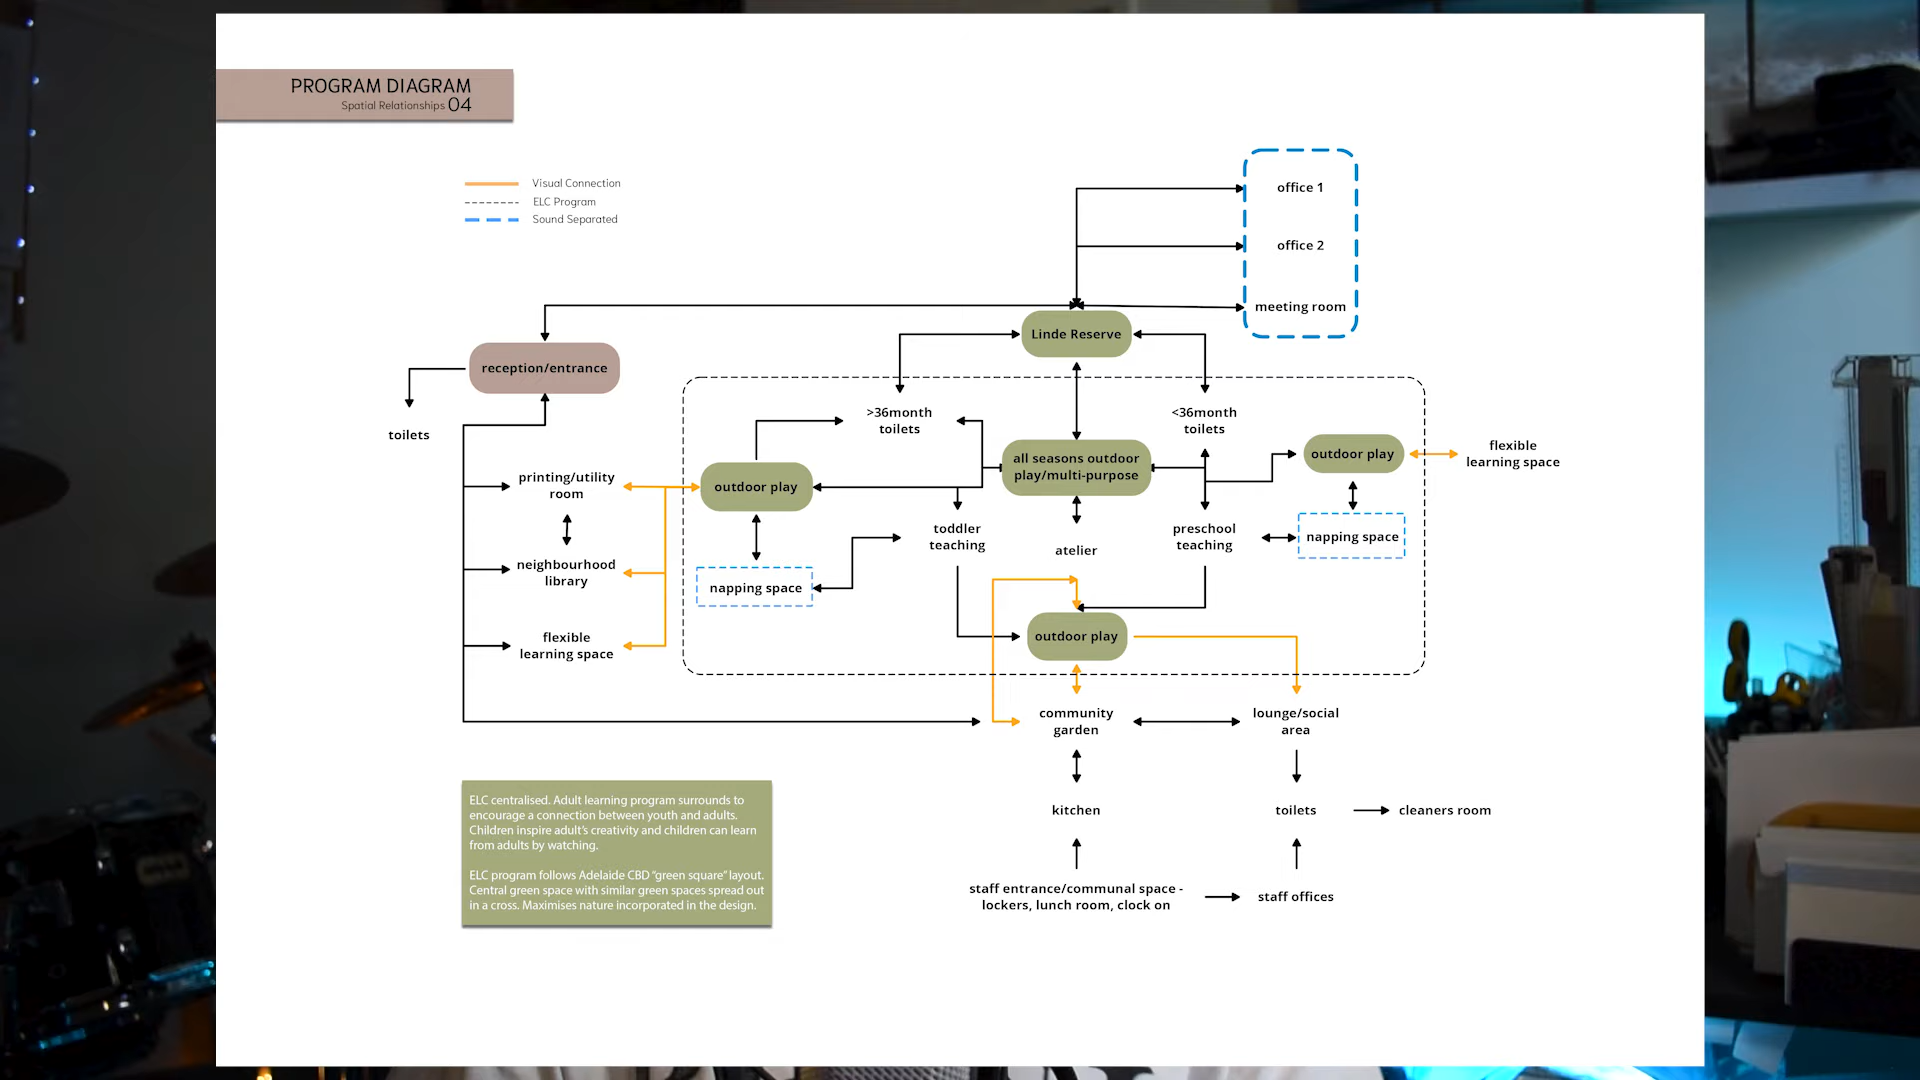 PROGRAM DIAGRAM
Spatial Relationships 04
Visual Connection
ELC Program
Sound Separated
office 1
office 2
meeting room
Linde Reserve
reception/entrance
toilets
>36month
toilets
<36month
toilets
all seasons outdoor
play/multi-purpose
outdoor play
flexible
learning space
printing/utility
room
outdoor play
toddler
teaching
atelier
preschool
teaching
napping space
neighbourhood
library
napping space
flexible
learning space
outdoor play
community
garden
lounge/social
area
kitchen
toilets
cleaners room
staff entrance/communal space -
lockers, lunch room, clock on
staff offices
ELC centralised. Adult learning program surrounds to
encourage a connection between youth and adults.
Children inspire adult's creativity and children can learn
from adults by watching.
ELC program follows Adelaide CBD “green square” layout.
Central green space with similar green spaces spread out
in a cross. Maximises nature incorporated in the design.